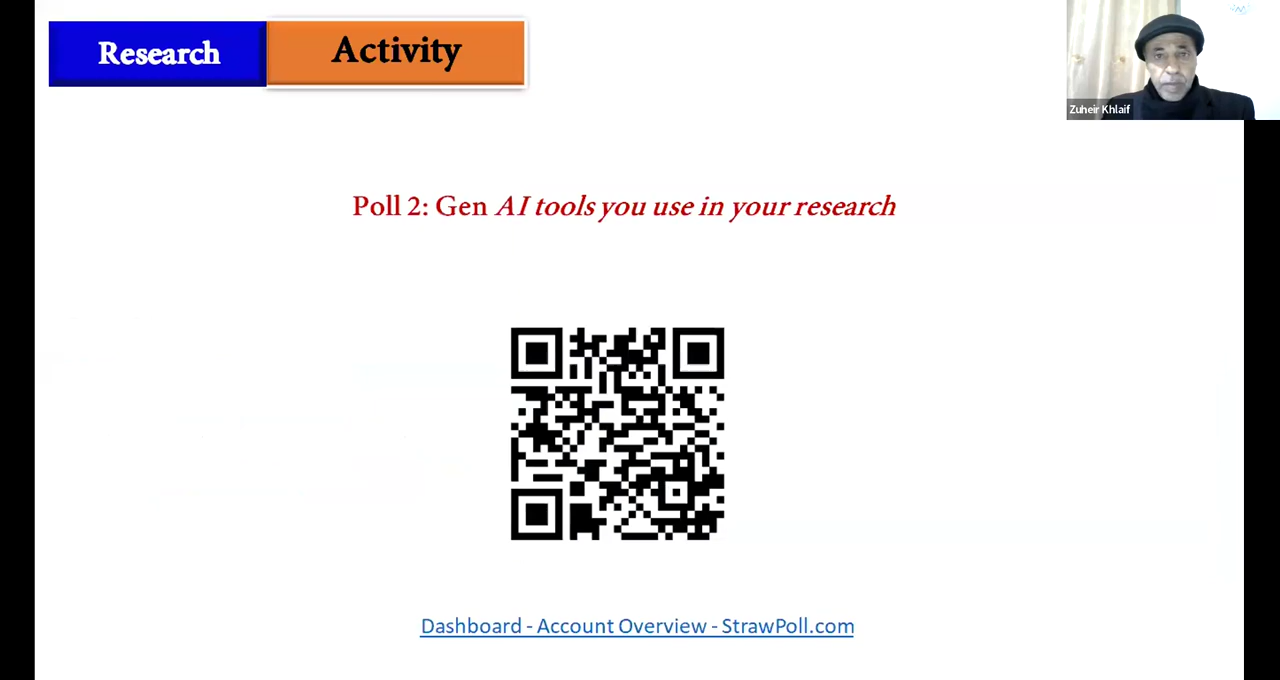 Research
Activity
Zuheir Khlaif
Poll 2: Gen AI tools you use in your research
Dashboard - Account Overview - StrawPoll.com